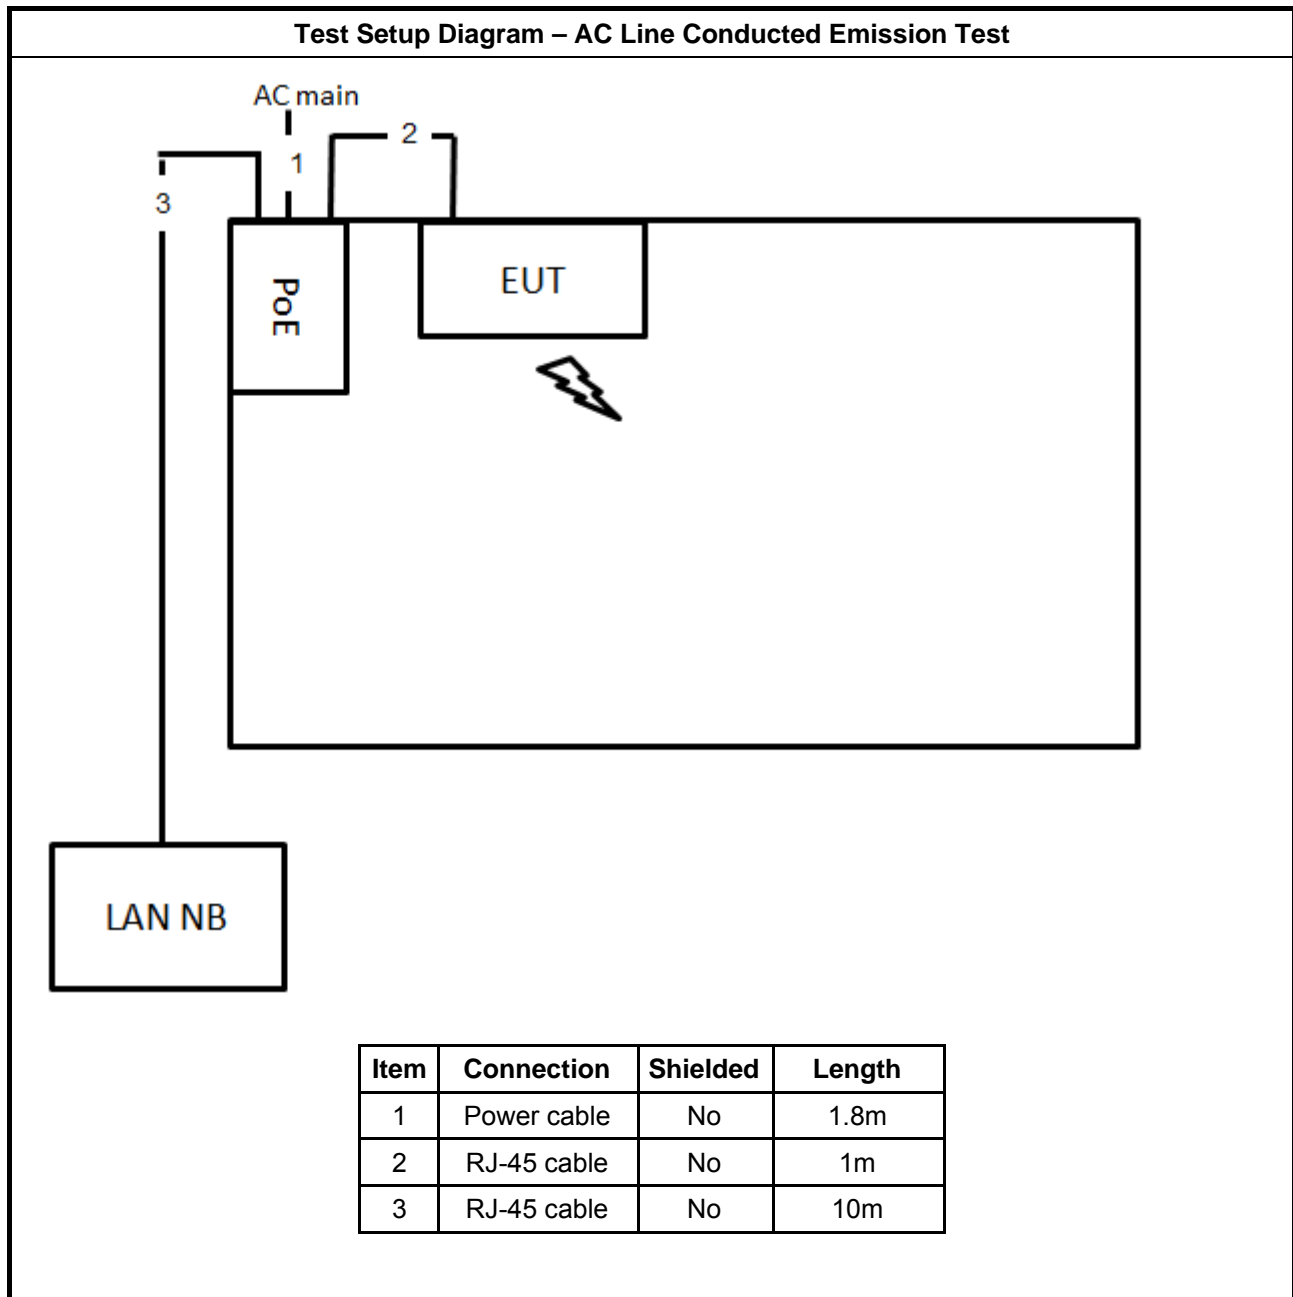 Test Setup Diagram – AC Line Conducted Emission Test
AC main
2
1
3
PoE
EUT
LAN NB
Item Connection Shielded Length
1 Power cable No 1.8m
2 RJ-45 cable No 1m
3 RJ-45 cable No 10m